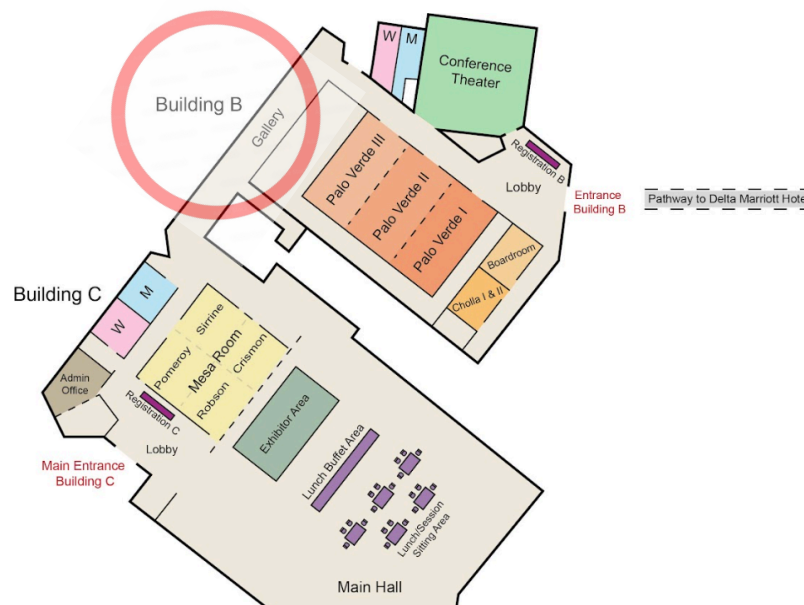 W
M
Conference
Theater
Building B
Gallery
Registration B
Lobby
Palo Verde III
Palo Verde II
Palo Verde I
Entrance
Building B
Pathway to Delta Marriott Hote
Boardroom
Cholla I & II
Building C
M
W
Sirrine
Pomeroy
Mesa Room
Crismon
Robson
Admin
Office
Registration C
Lobby
Exhibitor Area
Main Entrance
Building C
Lunch Buffet Area
Lunch/Session
Sitting Area
Main Hall